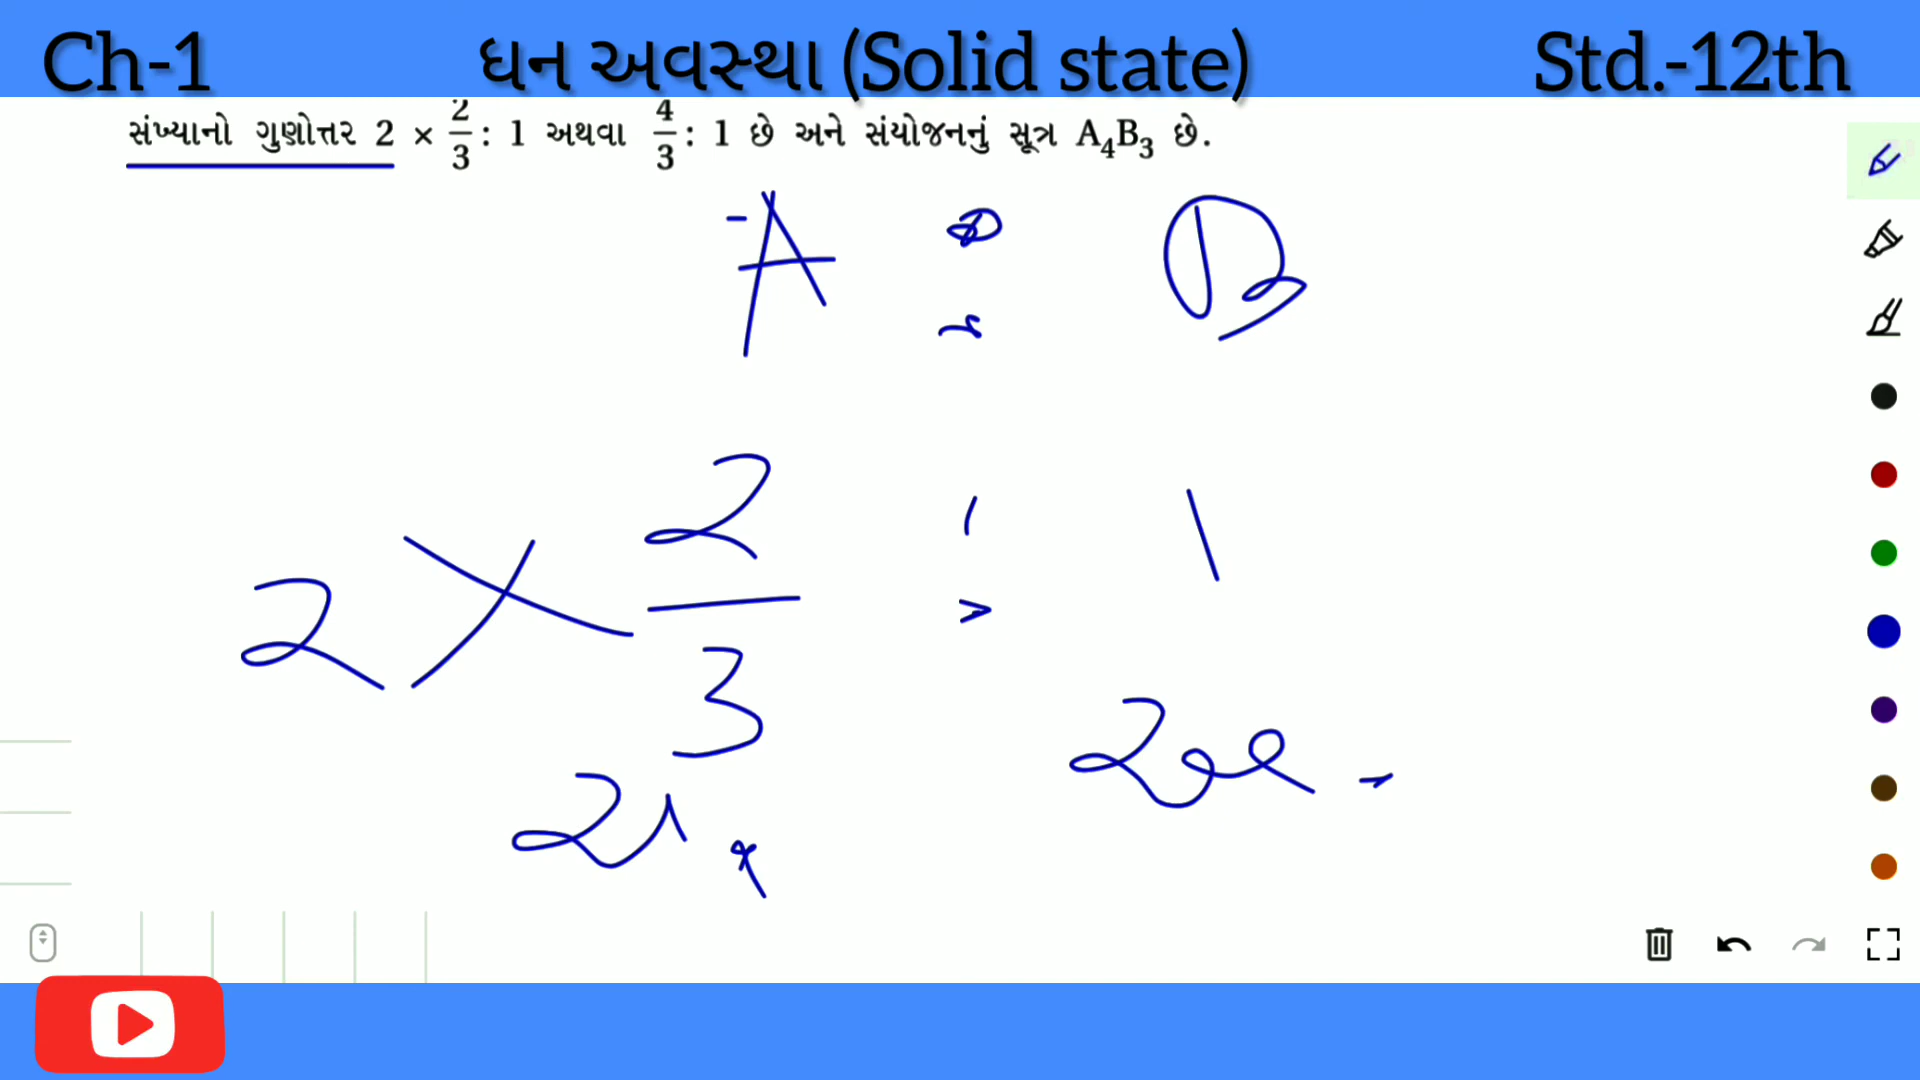 Ch-1 ધન અવસ્થા (Solid state) Std.-12th
સંખ્યાનો ગુણોત્તર 2 × 2/3 : 1 અથવા 4/3 : 1 છે અને સંયોજનનું સૂત્ર A₄B₃ છે.
A : B
2 × 2/3 : 1